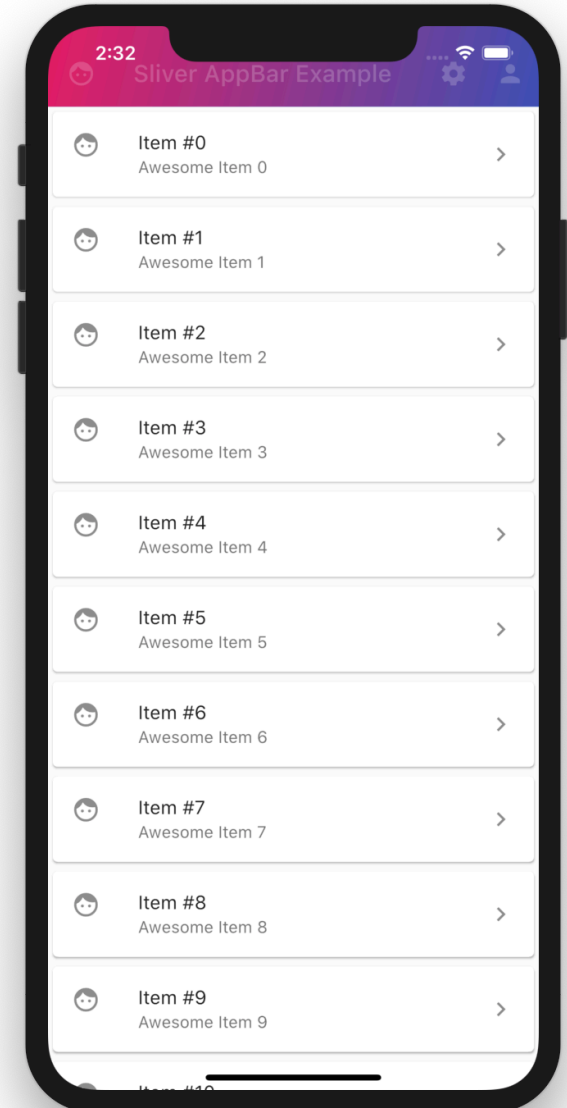 2:32
Sliver AppBar Example
Item #0
Awesome Item 0
Item #1
Awesome Item 1
Item #2
Awesome Item 2
Item #3
Awesome Item 3
Item #4
Awesome Item 4
Item #5
Awesome Item 5
Item #6
Awesome Item 6
Item #7
Awesome Item 7
Item #8
Awesome Item 8
Item #9
Awesome Item 9
Item #10